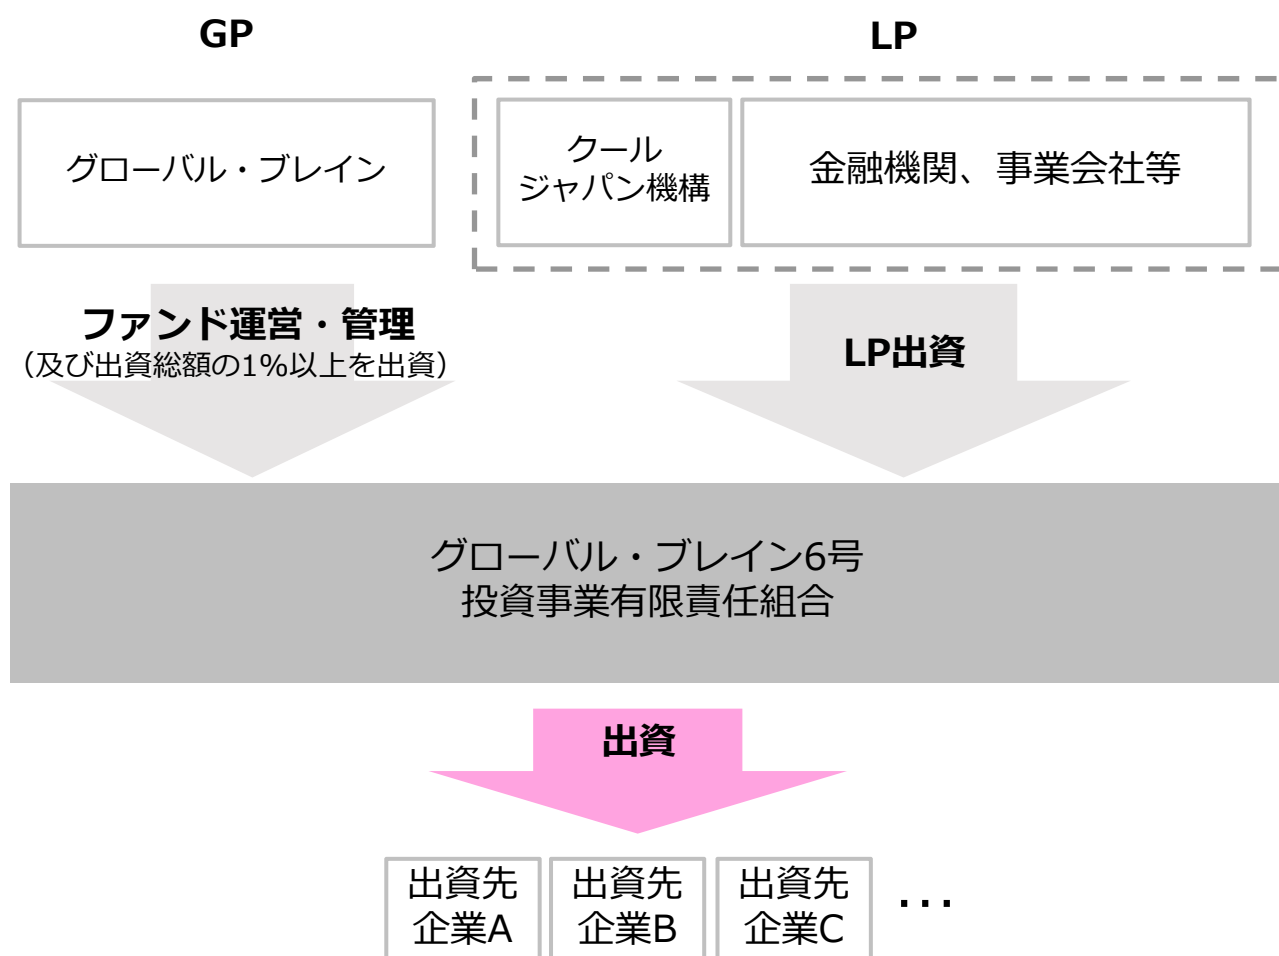 GP
LP
グローバル・ブレイン
クール
ジャパン機構
金融機関、事業会社等
ファンド運営・管理
（及び出資総額の1%以上を出資）
LP出資
グローバル・ブレイン6号
投資事業有限責任組合
出資
出資先
企業A
出資先
企業B
出資先
企業C
…